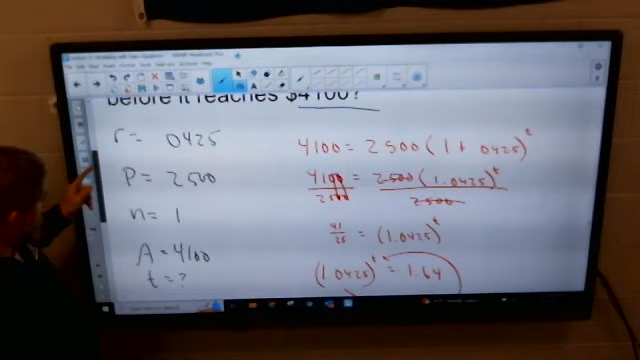 before it reaches $4100?
r = 0425
P = 2500
n = 1
A = 4100
t = ?
4100 = 2500 (1 + 0425)^t
4100/2500 = 2500 (1.0425)^t/2500
41/25 = (1.0425)^t
(1.0425)^t = 1.64